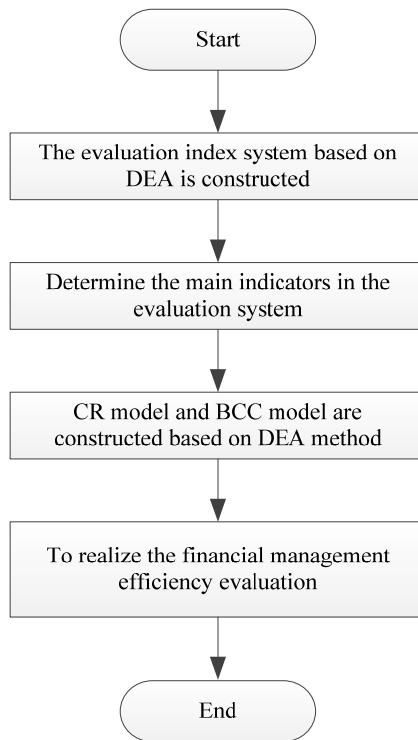 Start
The evaluation index system based on
DEA is constructed
Determine the main indicators in the
evaluation system
CR model and BCC model are
constructed based on DEA method
To realize the financial management
efficiency evaluation
End